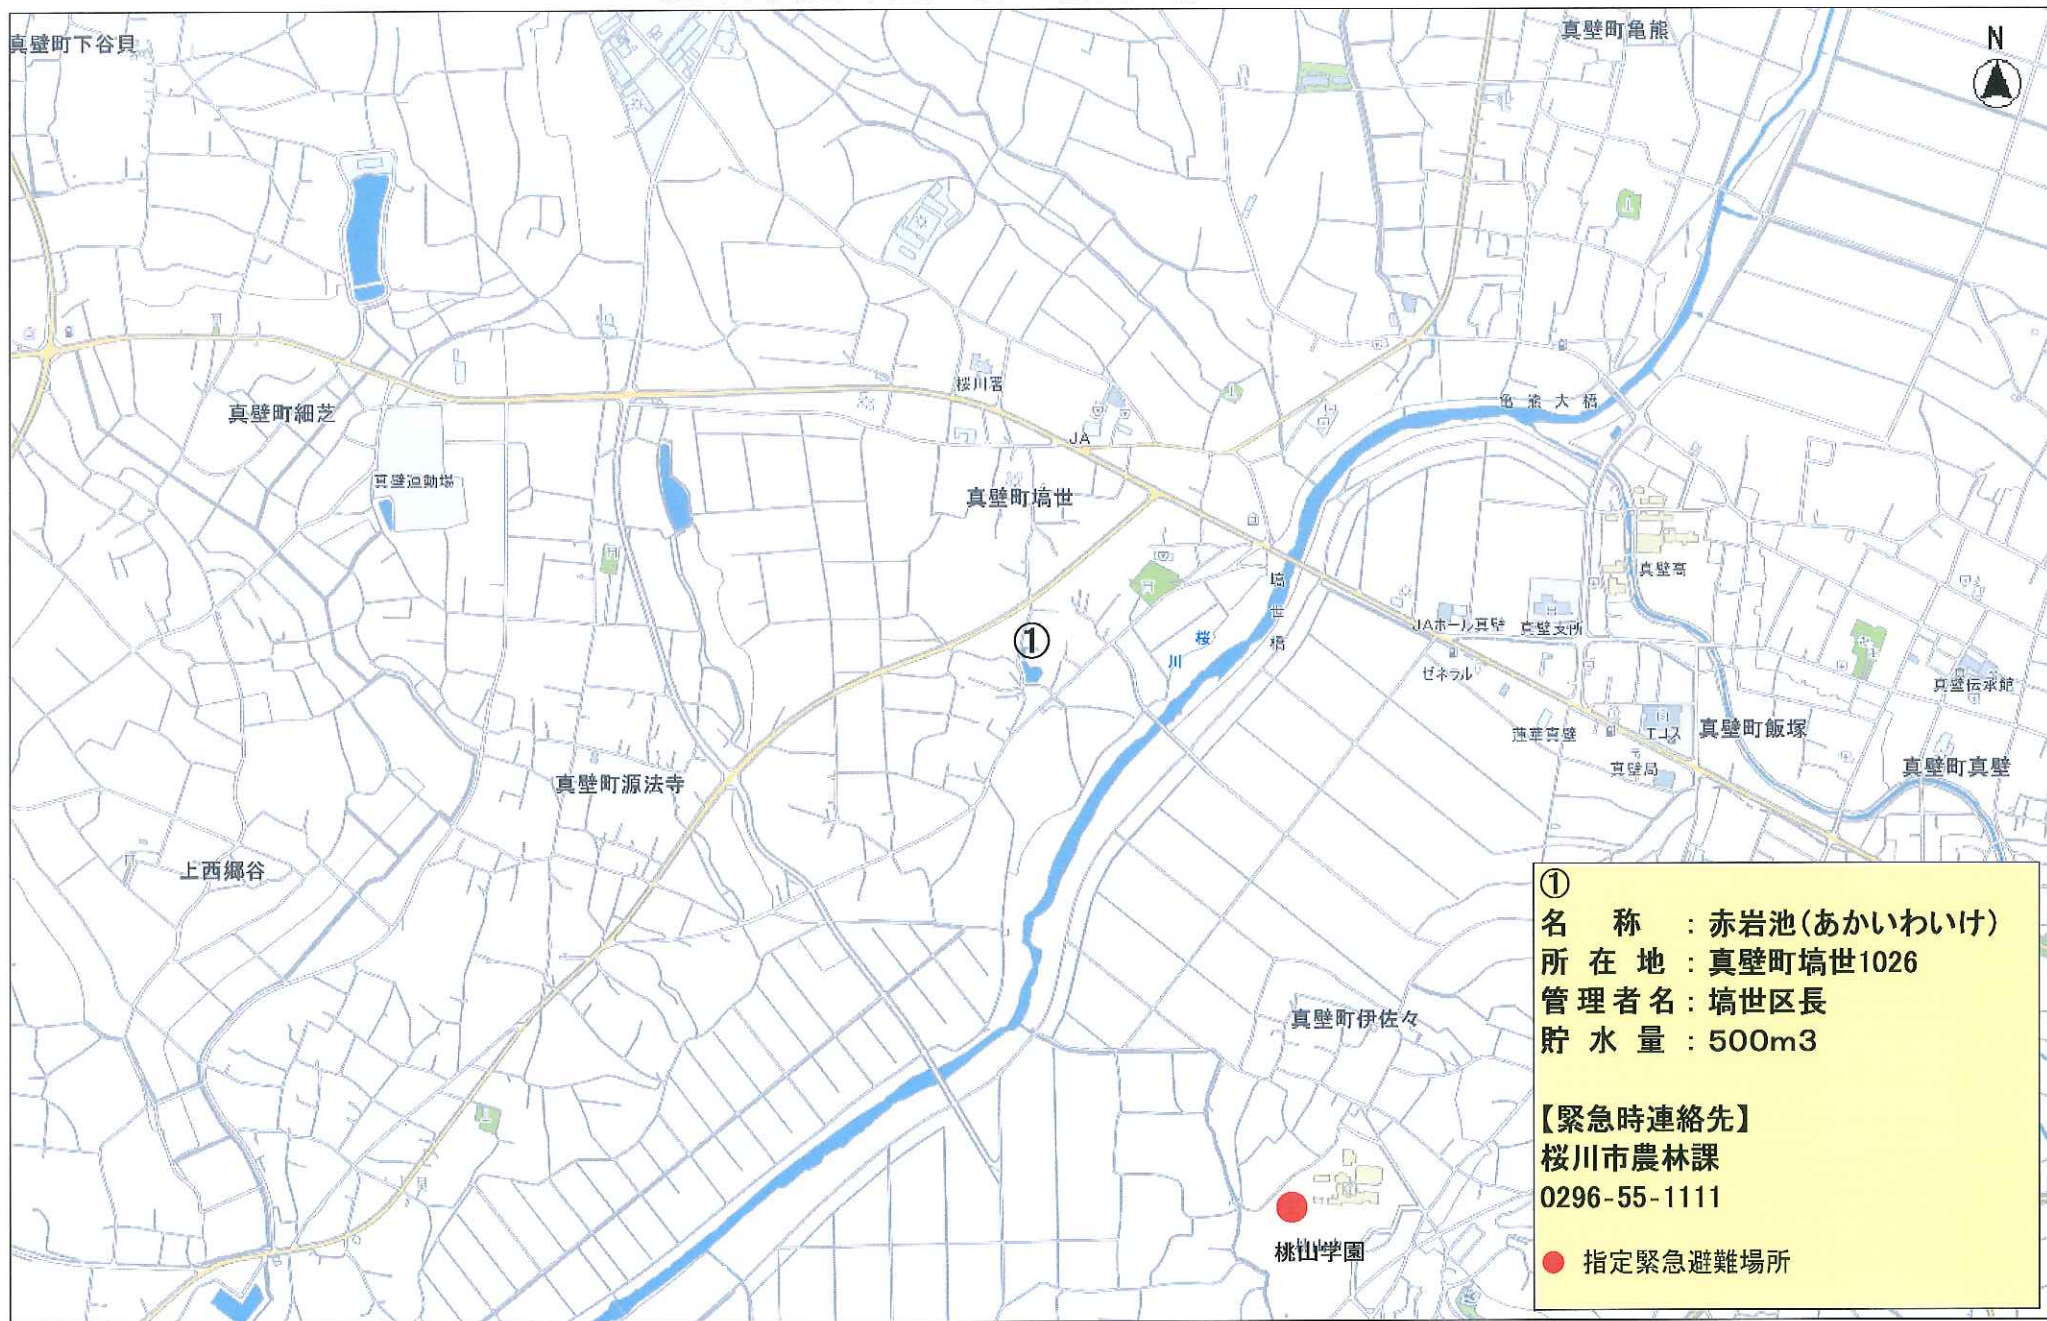 真壁町下谷貝
真壁町亀熊
N
真壁町細芝
桜川署
亀熊大橋
JA
真壁運動場
真壁町塙世
塙世橋
真壁高
①
桜川
JAホール真壁
真壁支所
ゼネラル
真壁伝承館
蓮華真壁
エコス
真壁町飯塚
真壁局
真壁町真壁
真壁町源法寺
上西郷谷
真壁町伊佐々
桃山学園
①
名 称 : 赤岩池(あかいわいけ)
所 在 地 : 真壁町塙世1026
管理者名 : 塙世区長
貯 水 量 : 500m3
【緊急時連絡先】
桜川市農林課
0296-55-1111
指定緊急避難場所